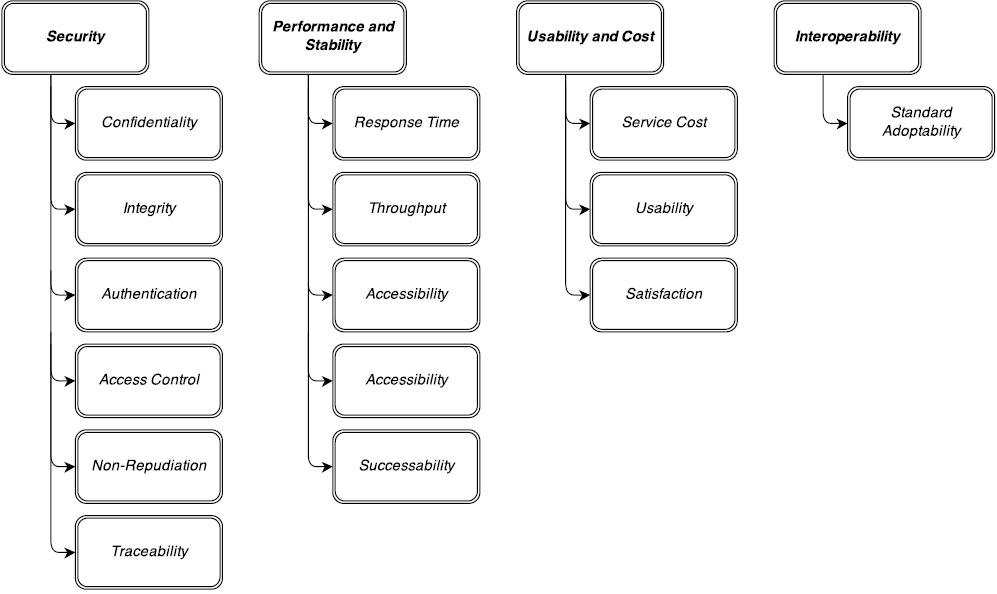 Security
Confidentiality
Integrity
Authentication
Access Control
Non-Repudiation
Traceability
Performance and
Stability
Response Time
Throughput
Accessibility
Accessibility
Successability
Usability and Cost
Service Cost
Usability
Satisfaction
Interoperability
Standard
Adoptability